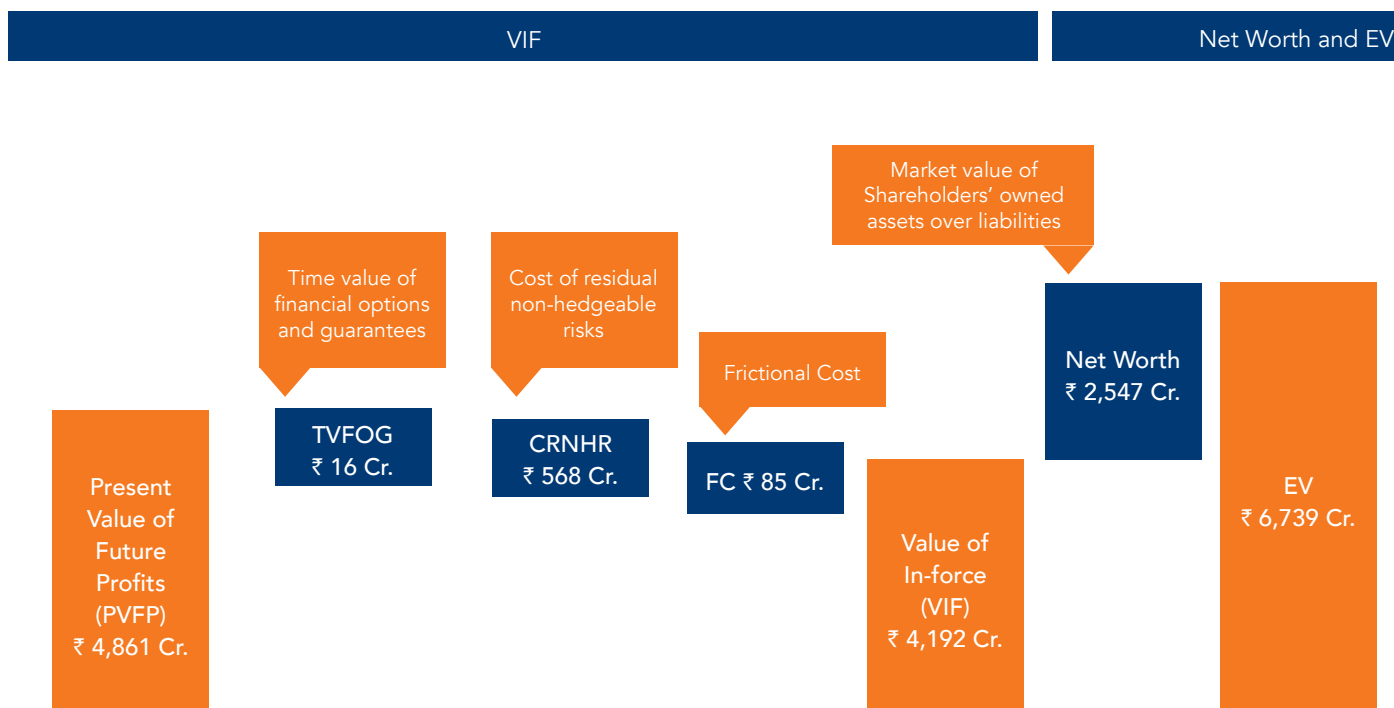 VIF
Net Worth and EV
Market value of
Shareholders’ owned
assets over liabilities
Time value of
financial options
and guarantees
Cost of residual
non-hedgeable
risks
Frictional Cost
Present
Value of
Future
Profits
(PVFP)
₹ 4,861 Cr.
TVFOG
₹ 16 Cr.
CRNHR
₹ 568 Cr.
FC ₹ 85 Cr.
Value of
In-force
(VIF)
₹ 4,192 Cr.
Net Worth
₹ 2,547 Cr.
EV
₹ 6,739 Cr.